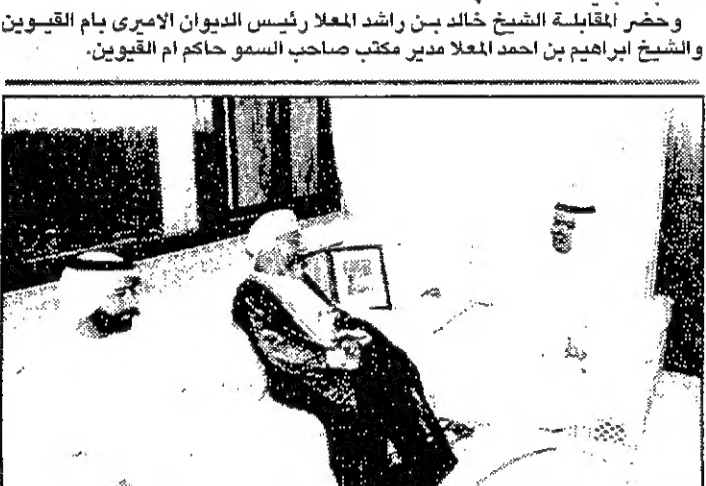 وحضر المقابلة الشيخ خالد بن راشد المعلا رئيس الديوان الاميرى بام القيوين
والشيخ ابراهيم بن احمد المعلا مدير مكتب صاحب السمو حاكم ام القيوين.